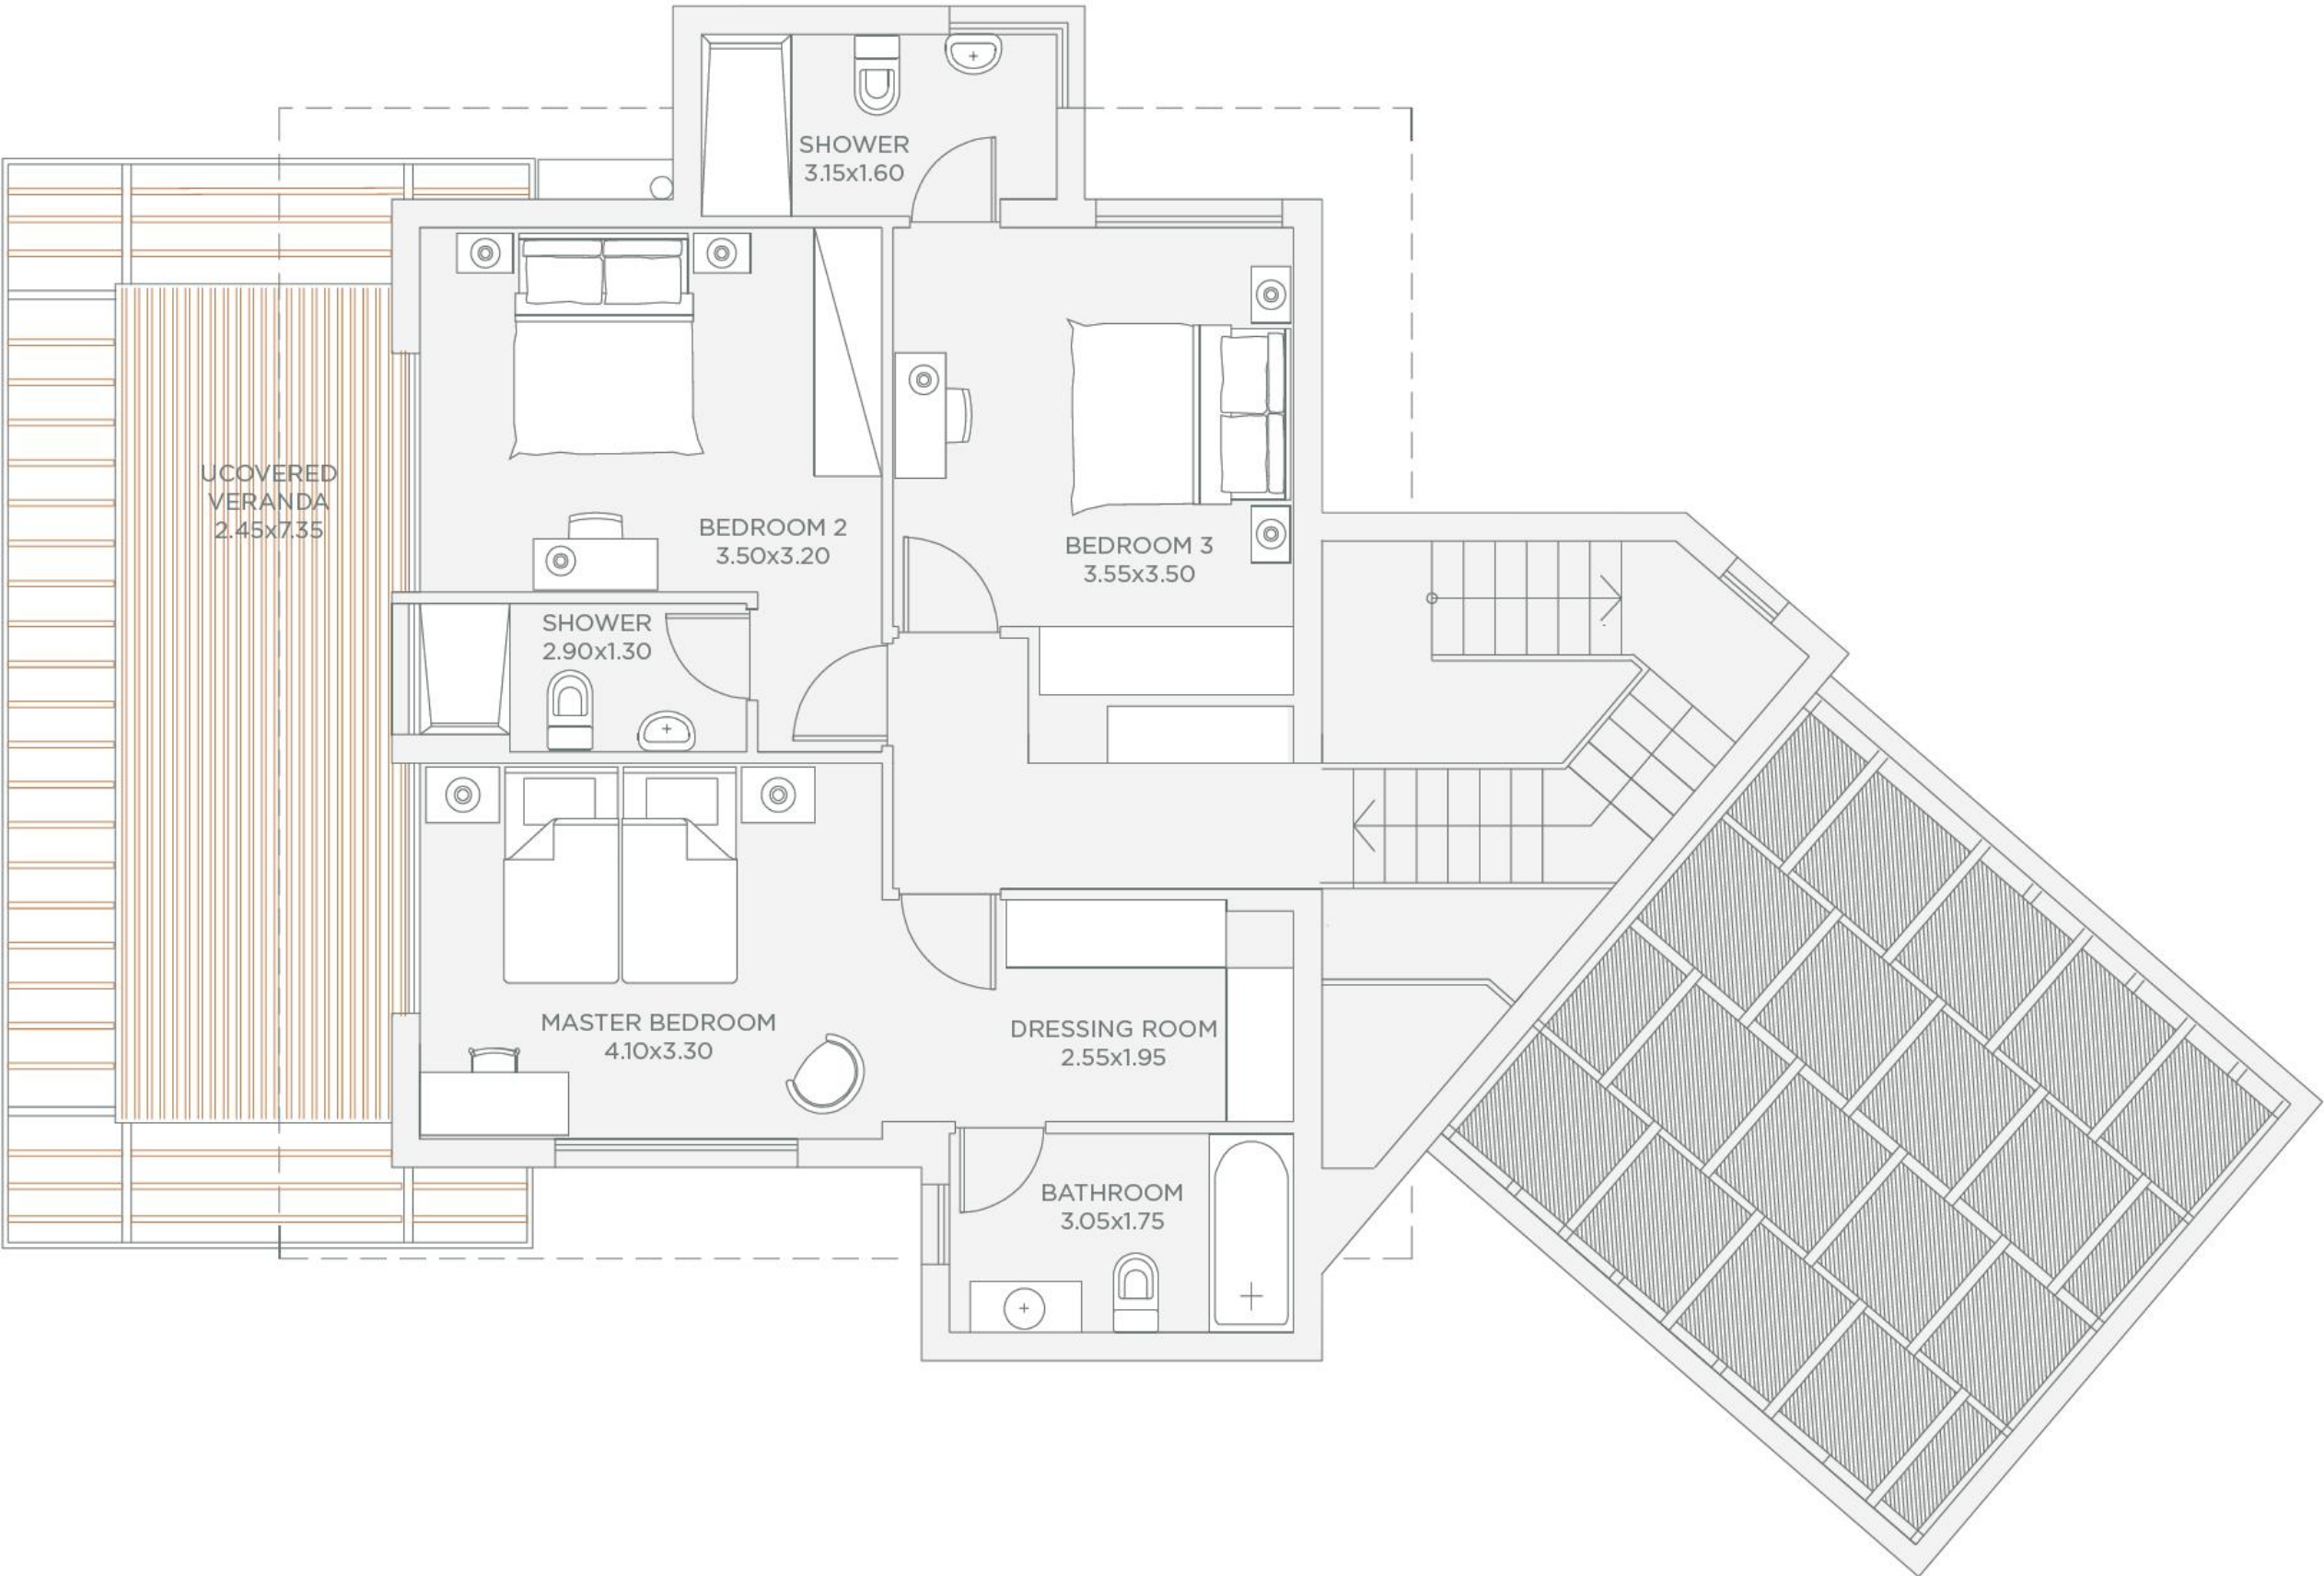 SHOWER
3.15x1.60
UCOVERED
VERANDA
2.45x7.35
BEDROOM 2
3.50x3.20
BEDROOM 3
3.55x3.50
SHOWER
2.90x1.30
MASTER BEDROOM
4.10x3.30
DRESSING ROOM
2.55x1.95
BATHROOM
3.05x1.75